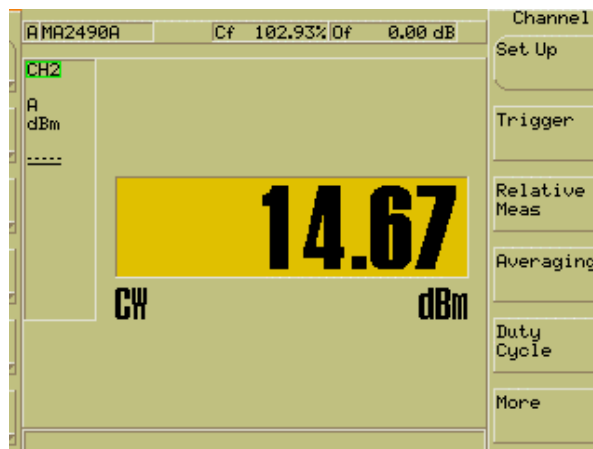 A MA2490A Cf 102.93% Of 0.00 dB
CH2
A
dBm
-----
14.67
CW dBm
Channel
Set Up
Trigger
Relative
Meas
Averaging
Duty
Cycle
More